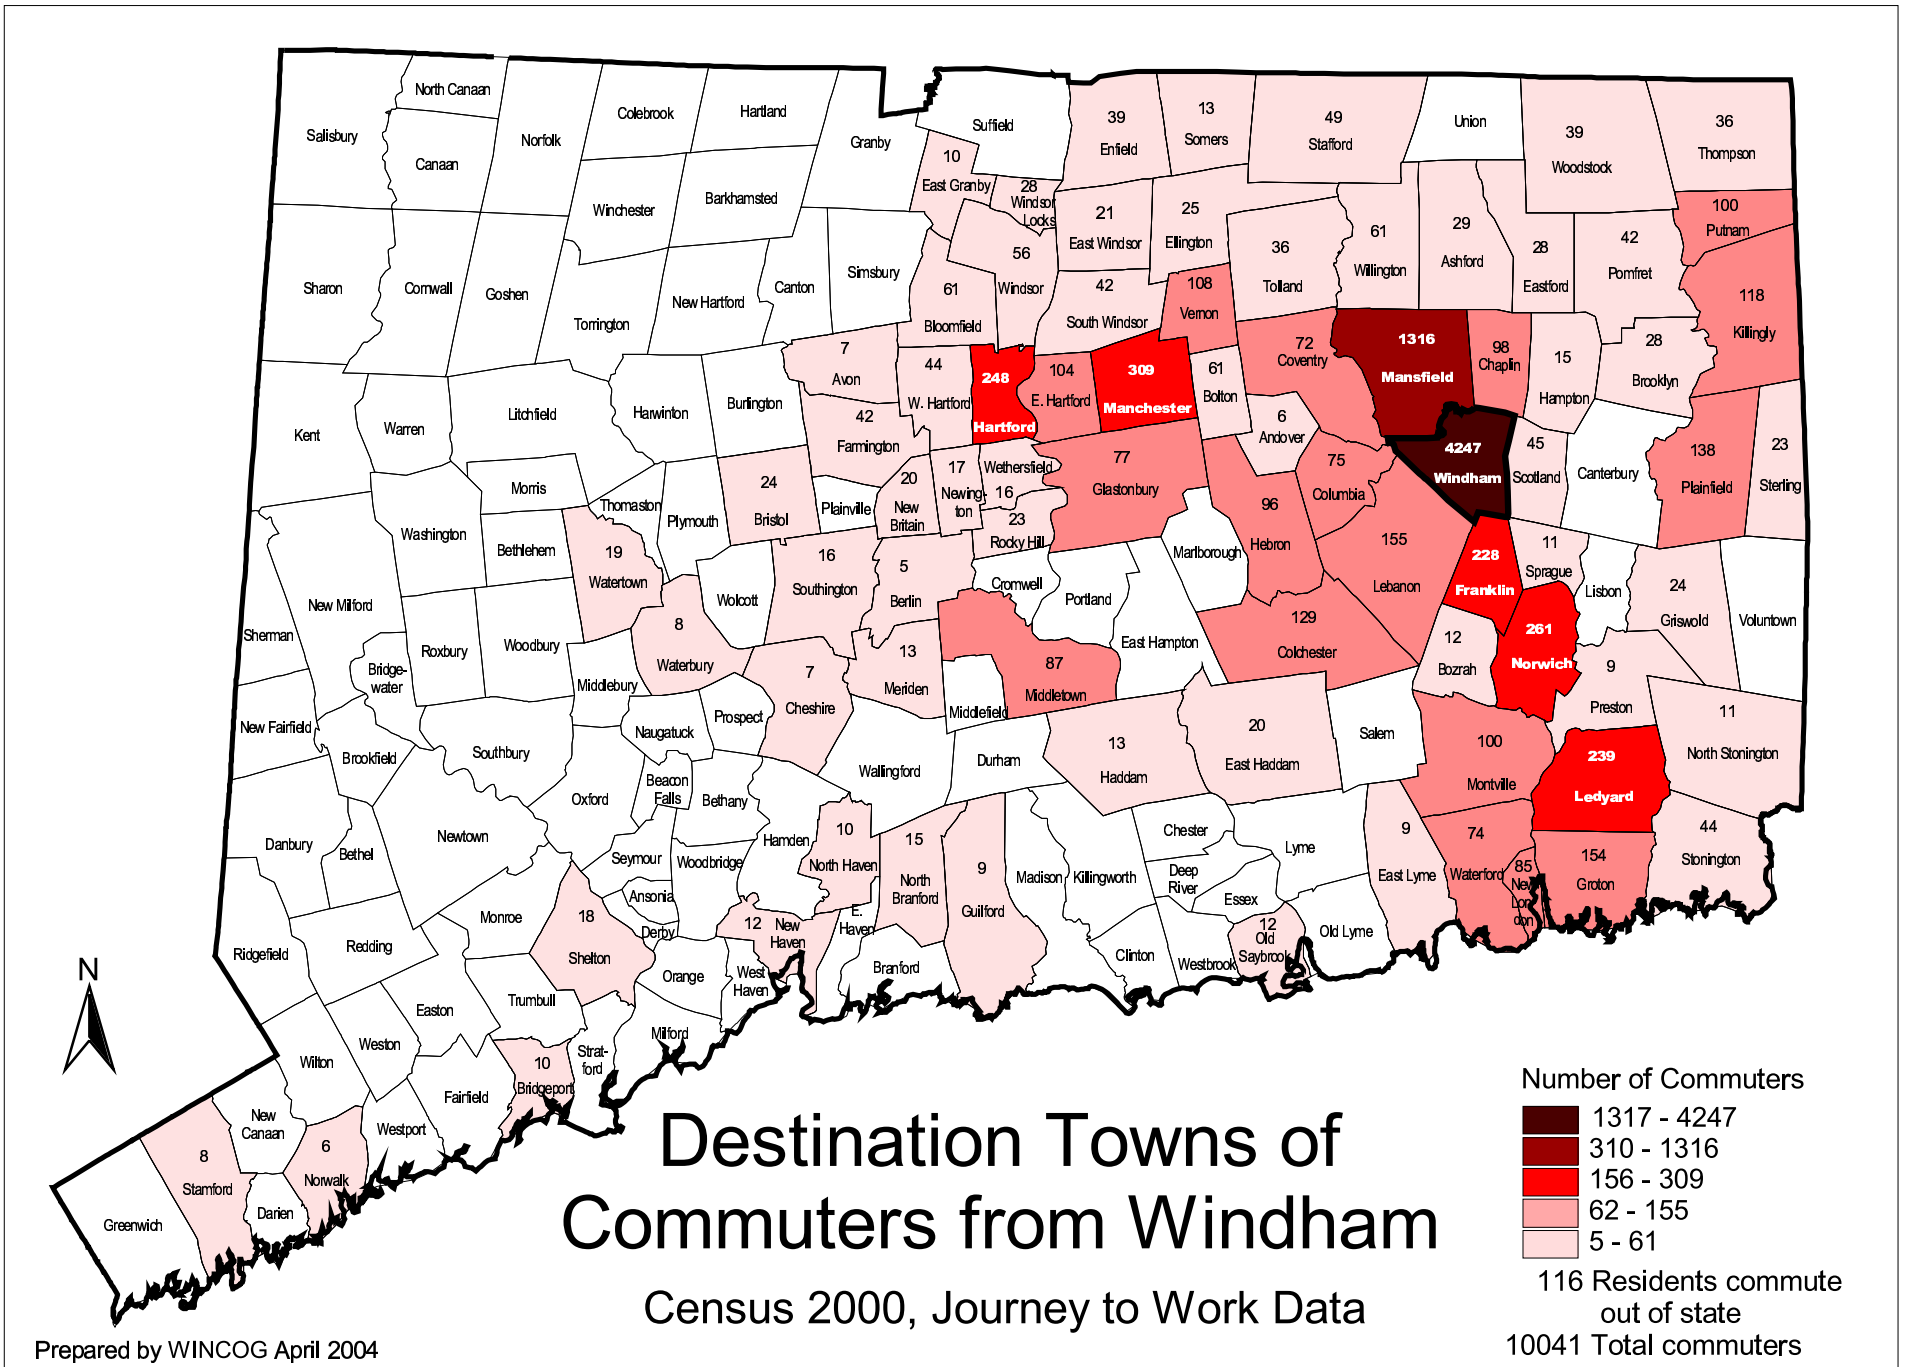 North Canaan
Colebrook
Hartland
Salisbury
Norfolk
Canaan
Granby
Suffield
39
Enfield
13
Somers
49
Stafford
Union
39
Woodstock
36
Thompson
10
East Granby
28
Windsor
Locks
Winchester
Barkhamsted
21
East Windsor
25
Ellington
36
Tolland
61
Willington
29
Ashford
28
Eastford
42
Pomfret
100
Putnam
Sharon
Cornwall
Goshen
Torrington
New Hartford
Canton
Simsbury
61
Bloomfield
56
Windsor
42
South Windsor
108
Vernon
118
Killingly
7
Avon
44
W. Hartford
248
Hartford
104
E. Hartford
309
Manchester
61
Bolton
72
Coventry
1316
Mansfield
98
Chaplin
15
Hampton
28
Brooklyn
Kent
Warren
Litchfield
Harwinton
Burlington
42
Farmington
6
Andover
4247
Windham
45
Scotland
Canterbury
138
Plainfield
23
Sterling
Morris
Thomaston
Plymouth
24
Bristol
Plainville
20
New
Britain
17
Newing-
ton
Wethersfield
16
23
Rocky Hill
77
Glastonbury
Marlborough
96
Hebron
75
Columbia
155
Lebanon
228
Franklin
11
Sprague
Lisbon
24
Griswold
Voluntown
Washington
Bethlehem
19
Watertown
Wolcott
16
Southington
5
Berlin
Cromwell
Portland
East Hampton
129
Colchester
12
Bozrah
261
Norwich
9
Preston
11
North Stonington
New Milford
Sherman
Roxbury
Woodbury
Bridge-
water
Middlebury
8
Waterbury
7
Cheshire
13
Meriden
87
Middletown
Middlefield
New Fairfield
Brookfield
Southbury
Naugatuck
Prospect
Wallingford
Durham
13
Haddam
20
East Haddam
Salem
100
Montville
239
Ledyard
Danbury
Bethel
Newtown
Oxford
Beacon
Falls
Bethany
Hamden
10
North Haven
15
North
Branford
9
Guilford
Madison
Killingworth
Chester
Deep
River
Essex
Lyme
9
East Lyme
74
Waterford
85
New
Lon-
don
154
Groton
44
Stonington
Seymour
Woodbridge
Ansonia
Derby
Monroe
18
Shelton
12
New
Haven
E.
Haven
Branford
Clinton
Westbrook
12
Old
Saybrook
Old Lyme
Ridgefield
Redding
Orange
West
Haven
Trumbull
Easton
Milford
Strat-
ford
Weston
Wilton
10
Bridgeport
Fairfield
New
Canaan
Westport
6
Norwalk
8
Stamford
Darien
Greenwich
N
Destination Towns of
Commuters from Windham
Census 2000, Journey to Work Data
Number of Commuters
1317 - 4247
310 - 1316
156 - 309
62 - 155
5 - 61
116 Residents commute
out of state
10041 Total commuters
Prepared by WINCOG April 2004